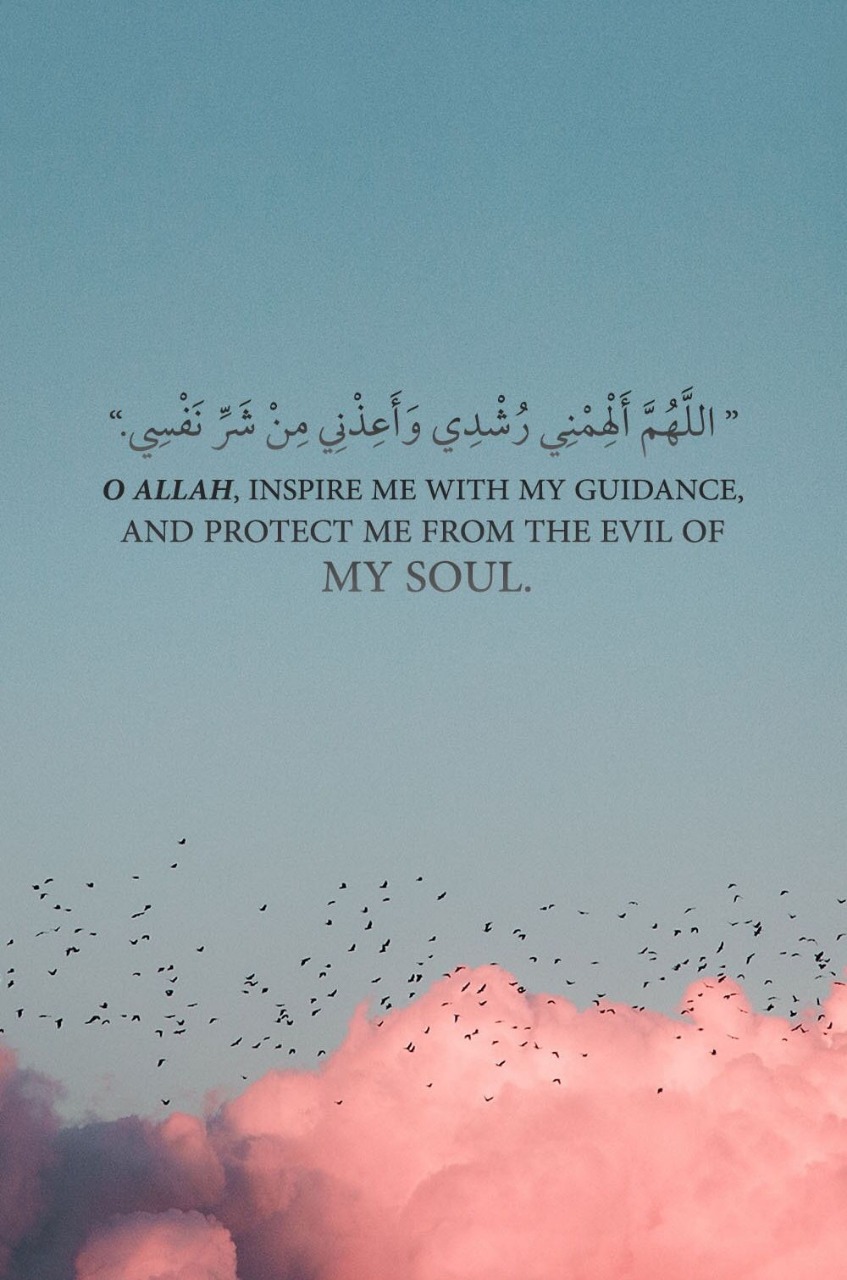 ” اللَّهُمَّ أَلْهِمْنِي رُشْدِي وَأَعِذْنِي مِنْ شَرِّ نَفْسِي.“
O ALLAH, INSPIRE ME WITH MY GUIDANCE,
AND PROTECT ME FROM THE EVIL OF
MY SOUL.